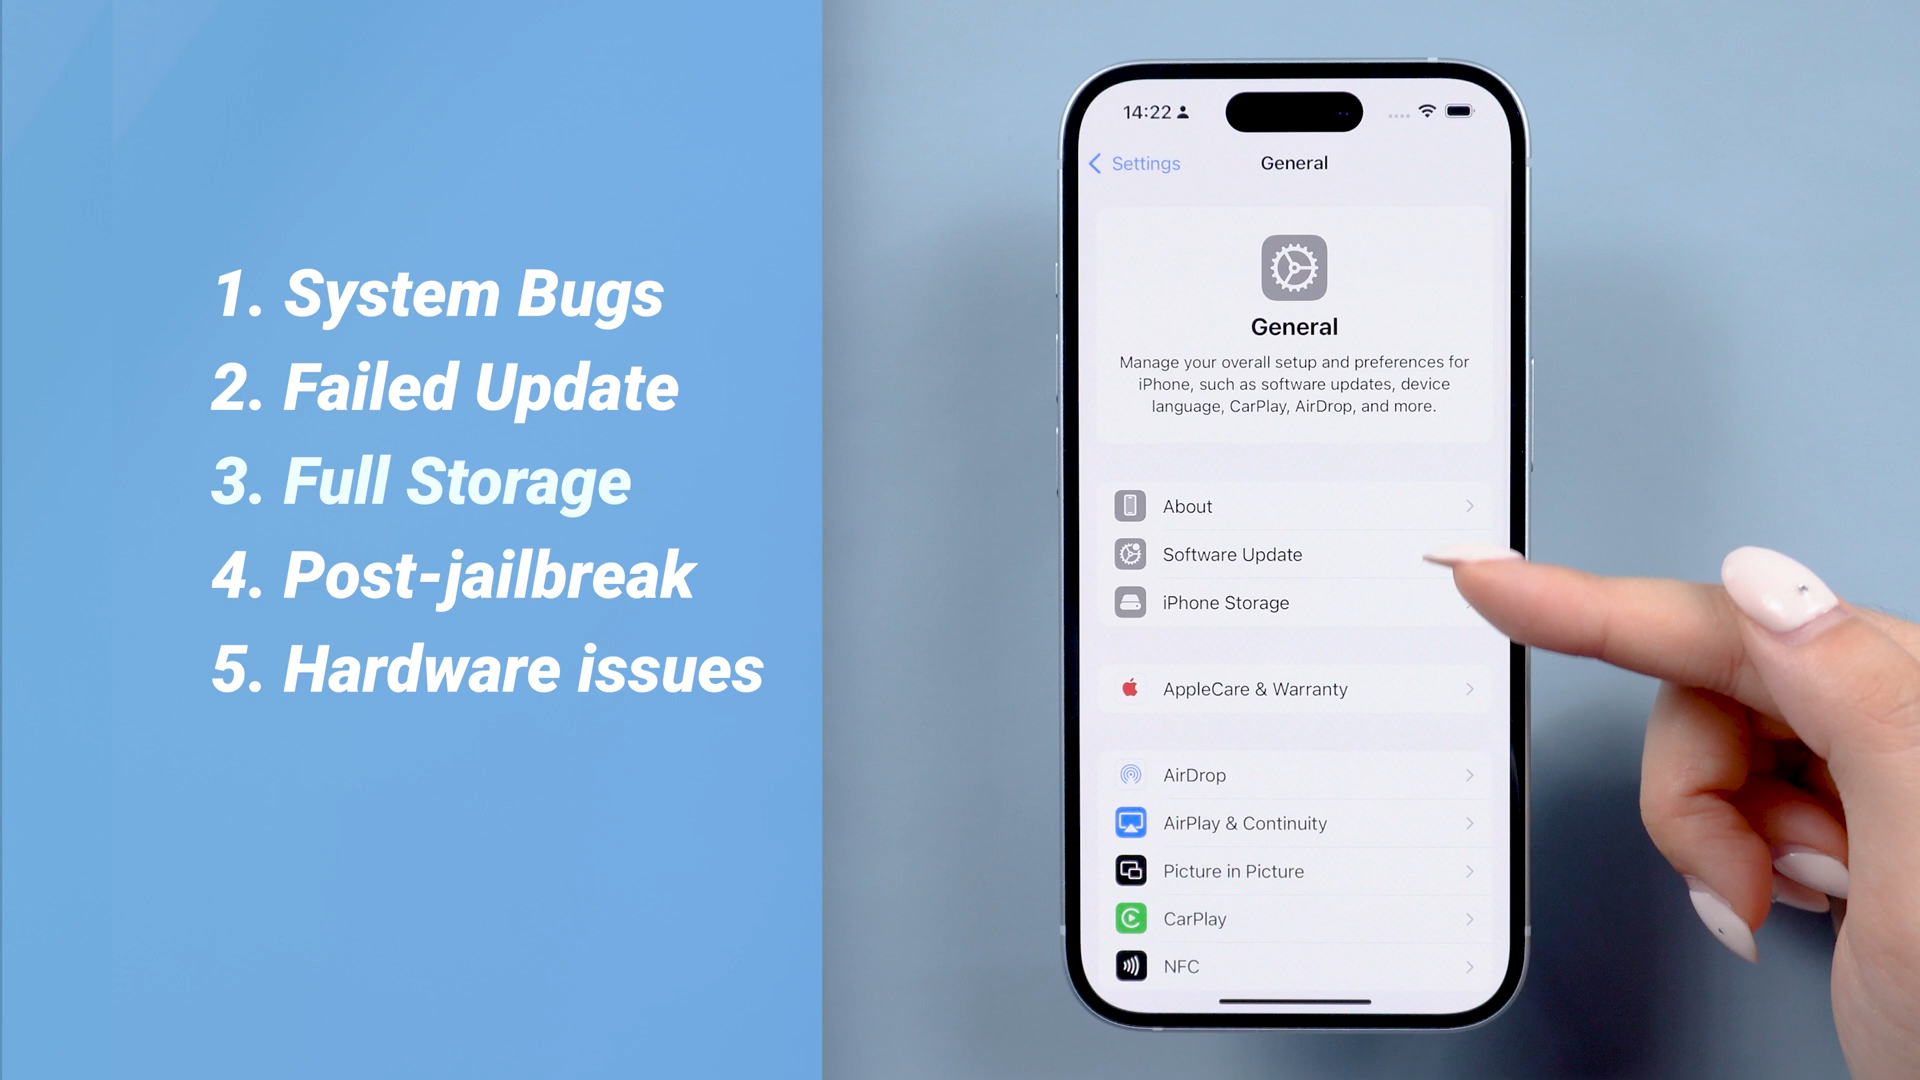 1. System Bugs
2. Failed Update
3. Full Storage
4. Post-jailbreak
5. Hardware issues
14:22
Settings
General
General
Manage your overall setup and preferences for
iPhone, such as software updates, device
language, CarPlay, AirDrop, and more.
About
Software Update
iPhone Storage
AppleCare & Warranty
AirDrop
AirPlay & Continuity
Picture in Picture
CarPlay
NFC